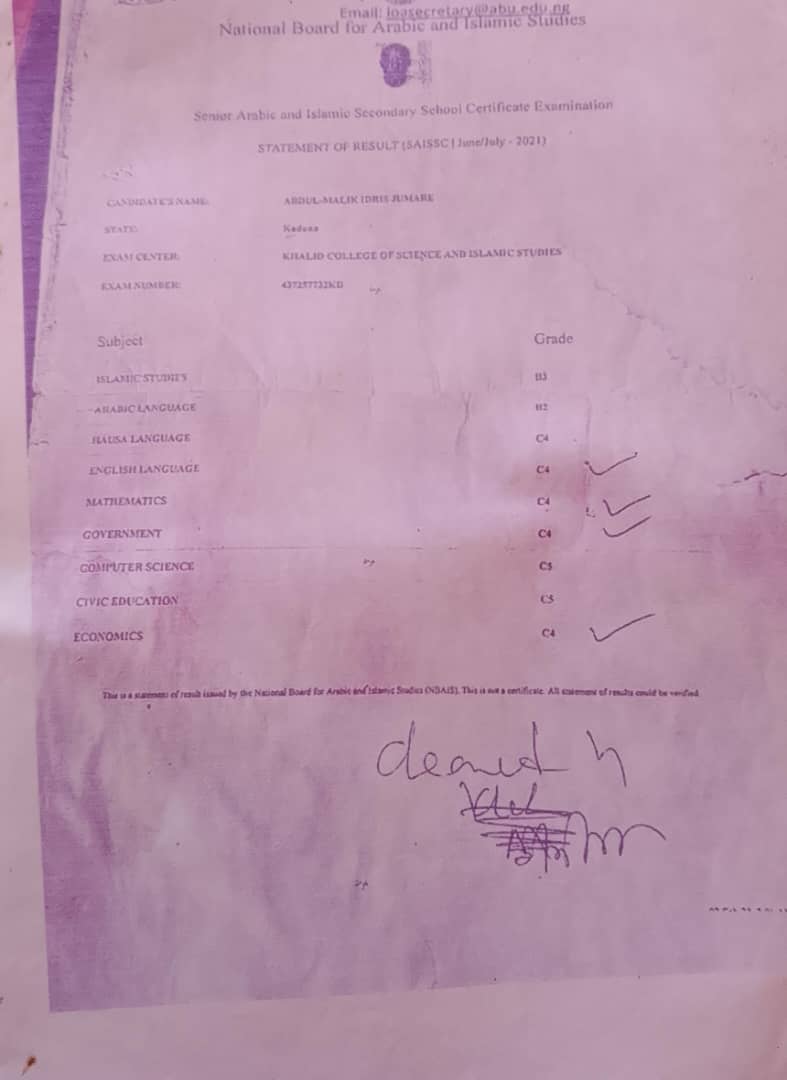 Email: loasecretary@abu.edu.ng
National Board for Arabic and Islamic Studies
Senior Arabic and Islamic Secondary School Certificate Examination
STATEMENT OF RESULT (SAISSC) June/July - 2021)
CANDIDATE'S NAME: ABDUL-MALIK IDRIS JUMARE
STATE: Kaduna
EXAM CENTER: KHALID COLLEGE OF SCIENCE AND ISLAMIC STUDIES
EXAM NUMBER: 437257732KD
Subject Grade
ISLAMIC STUDIES B3
ARABIC LANGUAGE B2
HAUSA LANGUAGE C4
ENGLISH LANGUAGE C4
MATHEMATICS C4
GOVERNMENT C4
COMPUTER SCIENCE C5
CIVIC EDUCATION C5
ECONOMICS C4
This is a statement of result issued by the National Board for Arabic and Islamic Studies (NBAIS). This is not a certificate. All statement of results could be verified